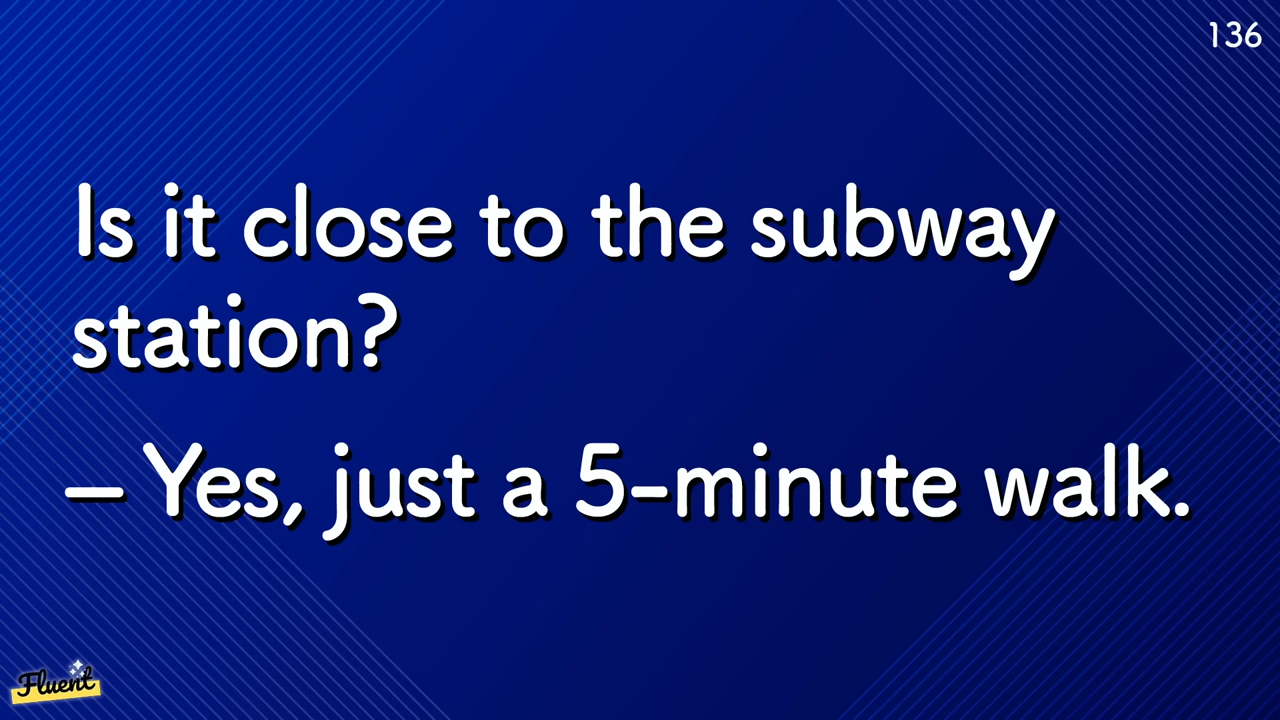 136
Is it close to the subway
station?
– Yes, just a 5-minute walk.
Fluent